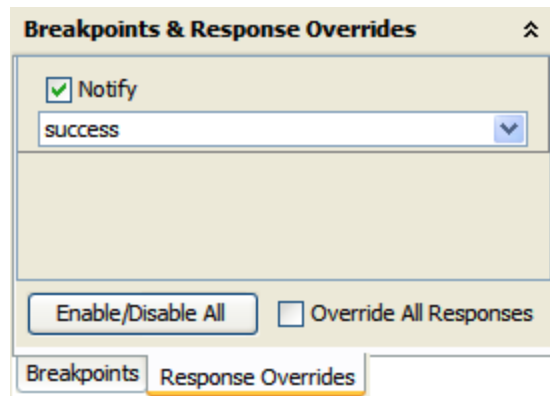 Breakpoints & Response Overrides
Notify
success
Enable/Disable All Override All Responses
Breakpoints Response Overrides